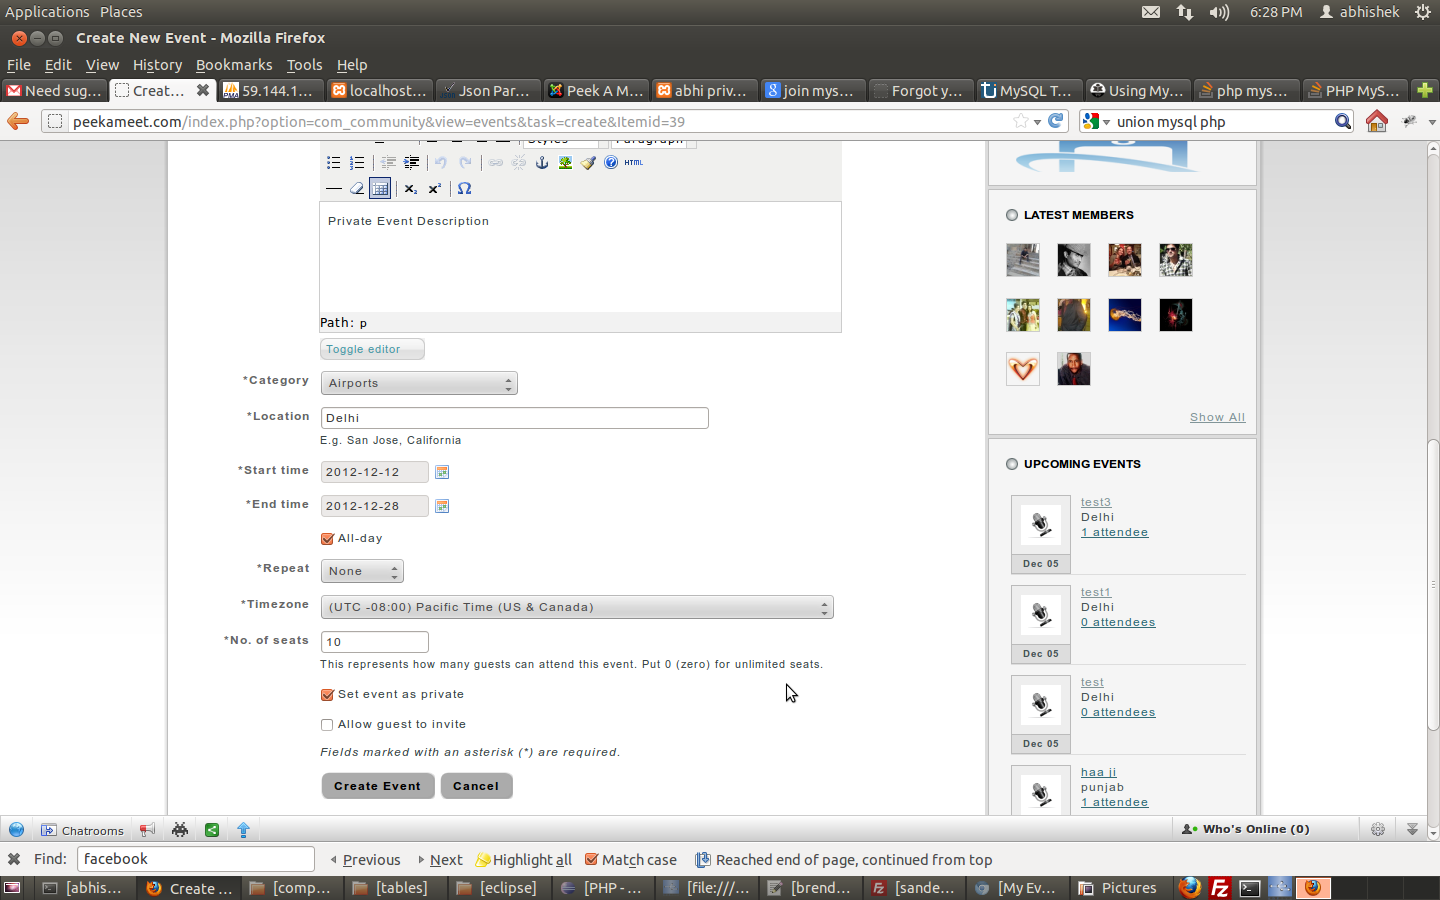 Applications Places 6:28 PM abhishek
Create New Event - Mozilla Firefox
File Edit View History Bookmarks Tools Help
Need sug... Creat... 59.144.1... localhost... Json Par... Peek A M... abhi priv... join mys... Forgot y... MySQL T... Using My... php mys... PHP MyS...
peekameet.com/index.php?option=com_community&view=events&task=create&Itemid=39 union mysql php
HTML
Private Event Description
Path: p
Toggle editor
*Category Airports
*Location Delhi
E.g. San Jose, California
*Start time 2012-12-12
*End time 2012-12-28
All-day
*Repeat None
*Timezone (UTC -08:00) Pacific Time (US & Canada)
*No. of seats 10
This represents how many guests can attend this event. Put 0 (zero) for unlimited seats.
Set event as private
Allow guest to invite
Fields marked with an asterisk (*) are required.
Create Event Cancel
LATEST MEMBERS
Show All
UPCOMING EVENTS
test3
Delhi
1 attendee
Dec 05
test1
Delhi
0 attendees
Dec 05
test
Delhi
0 attendees
Dec 05
haa ji
punjab
1 attendee
Chatrooms Who's Online (0)
Find: facebook Previous Next Highlight all Match case Reached end of page, continued from top
[abhis... Create ... [comp... [tables] [eclipse] [PHP - ... [file:///... [brend... [sande... [My Ev... Pictures